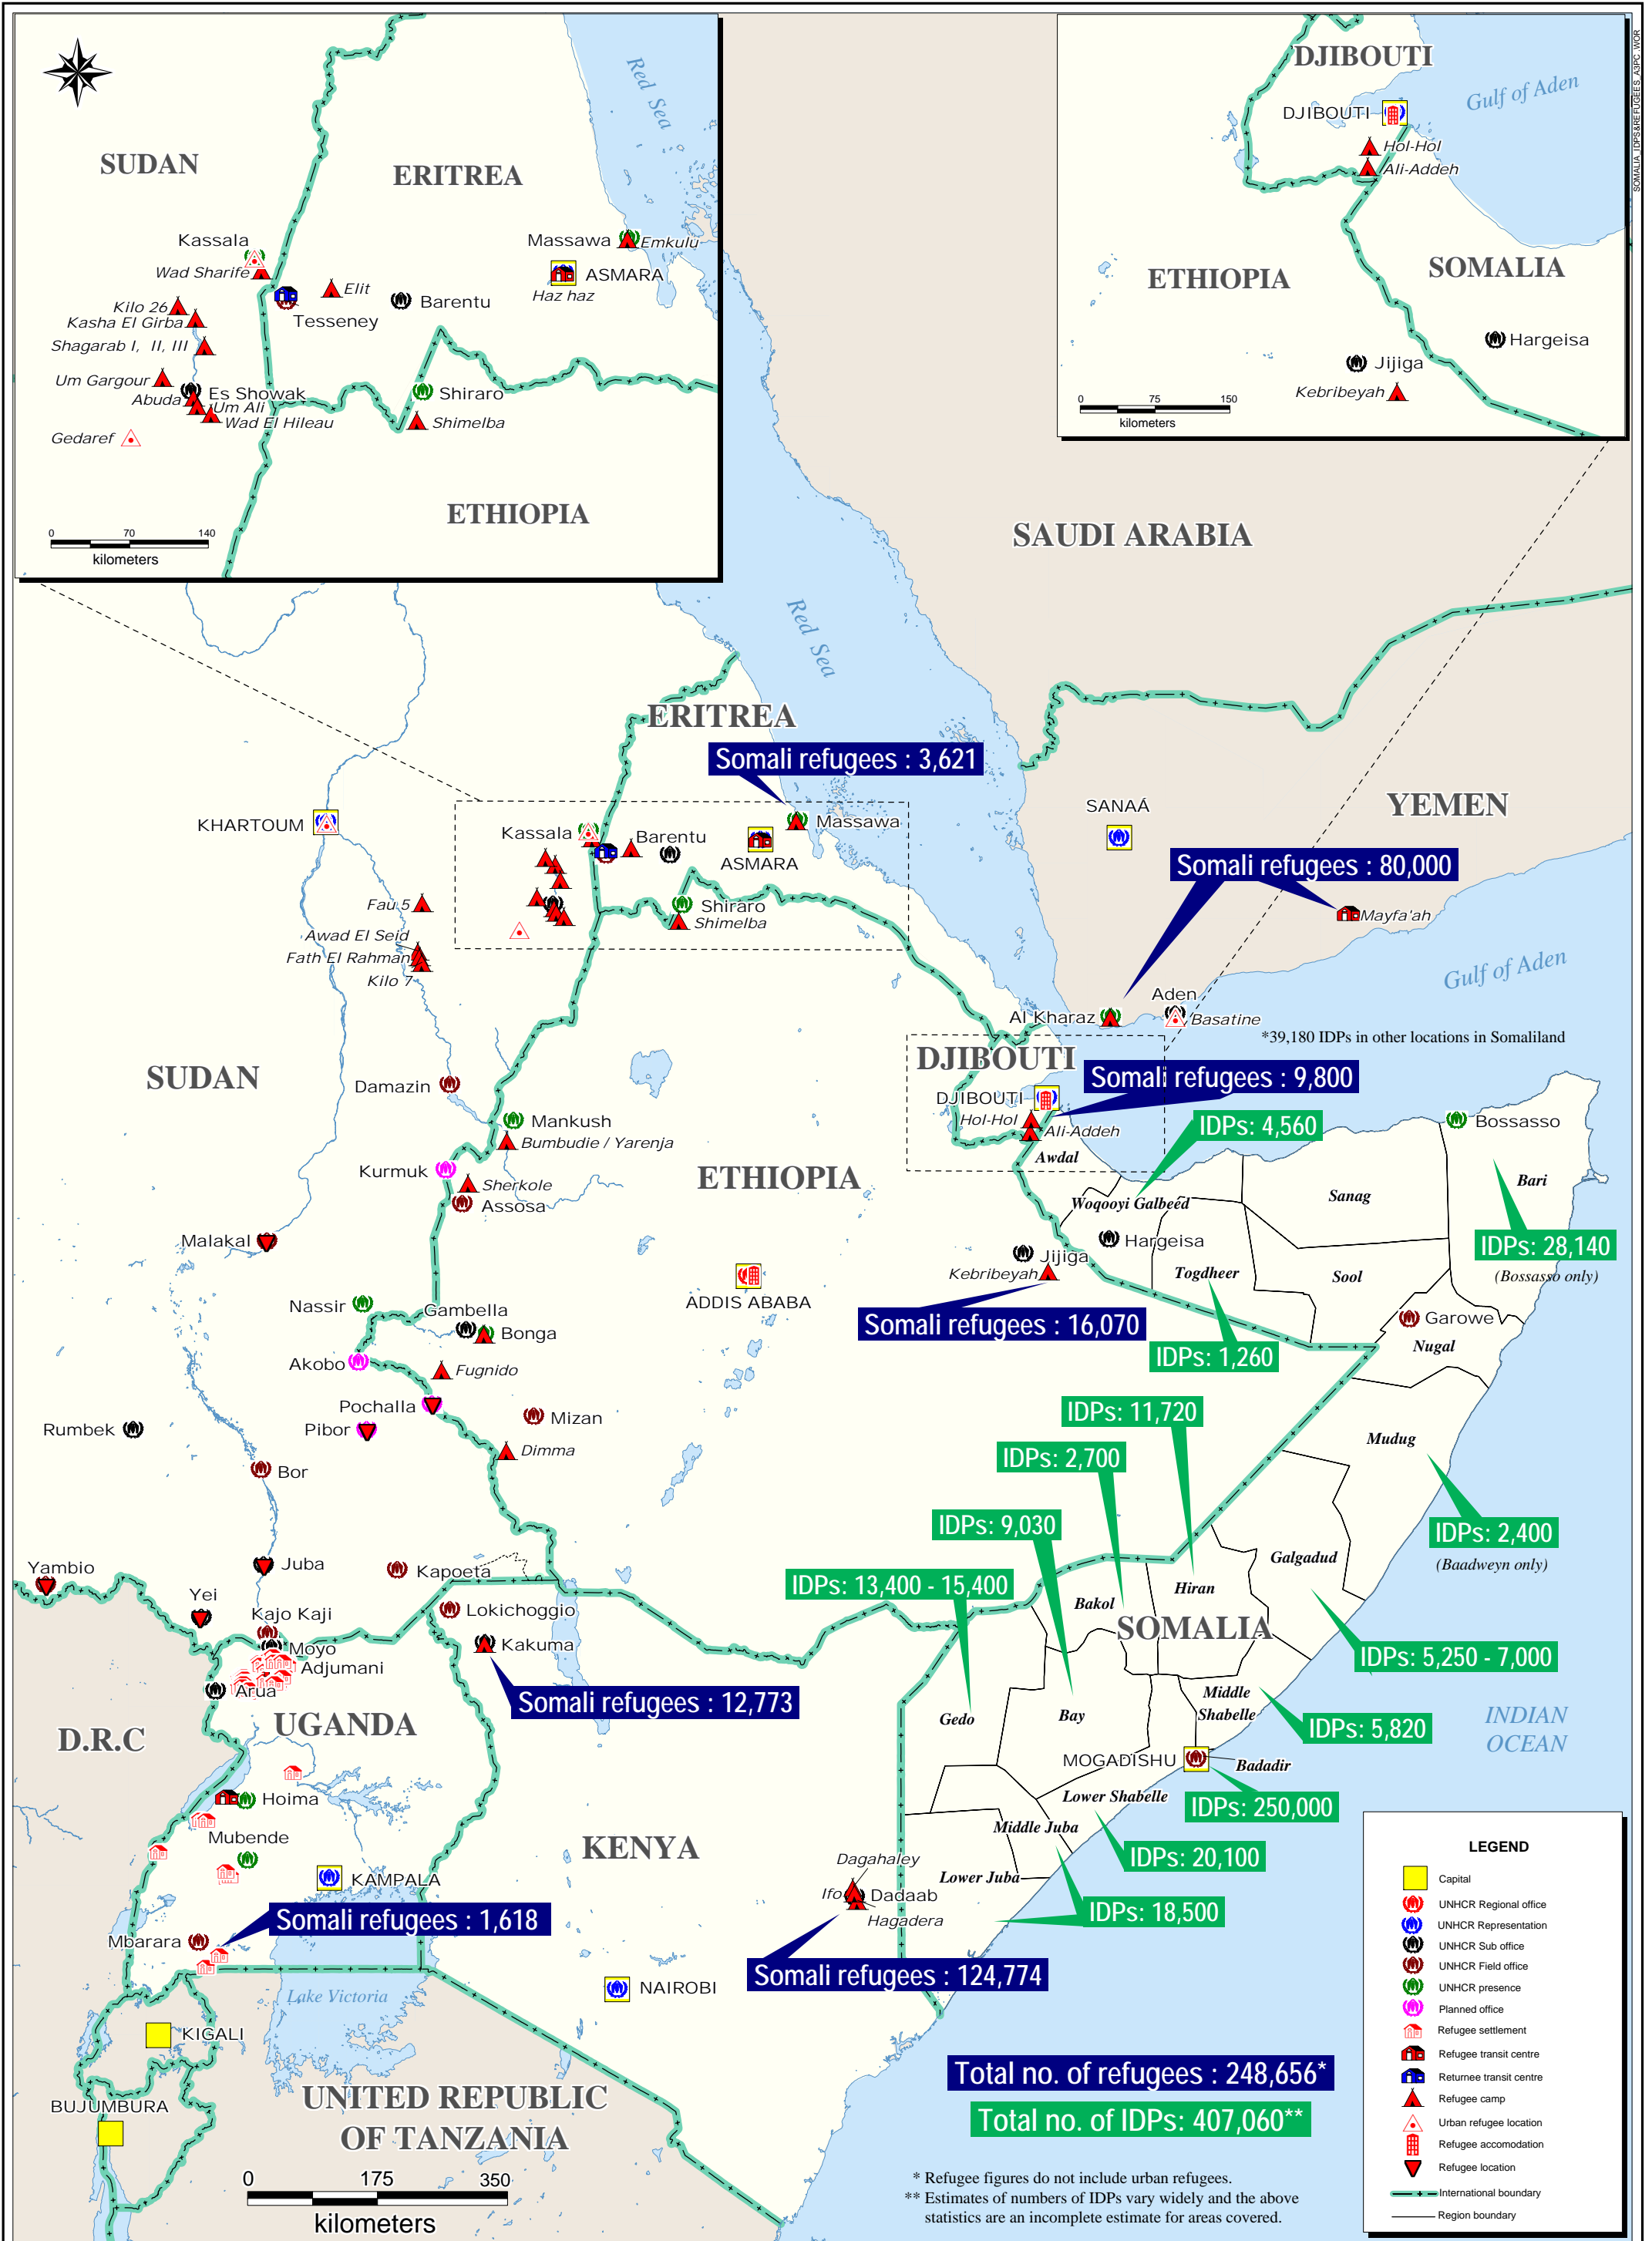 SOMALIA_IDPS&REFUGEES_A3PC.WOR
Red Sea
SUDAN
ERITREA
Kassala
Wad Sharife
Massawa
Emkulu
ASMARA
Haz haz
Elit
Barentu
Tesseney
Kilo 26
Kasha El Girba
Shagarab I, II, III
Um Gargour
Es Showak
Abuda
Um Ali
Wad El Hileau
Gedaref
Shiraro
Shimelba
ETHIOPIA
0 70 140
kilometers
DJIBOUTI
Gulf of Aden
DJIBOUTI
Hol-Hol
Ali-Addeh
ETHIOPIA
SOMALIA
Hargeisa
Jijiga
Kebribeyah
0 75 150
kilometers
SAUDI ARABIA
Red Sea
ERITREA
Somali refugees : 3,621
SANAÁ
YEMEN
KHARTOUM
Kassala
Barentu
Massawa
ASMARA
Somali refugees : 80,000
Fau 5
Shiraro
Shimelba
Mayfa'ah
Awad El Seid
Fath El Rahman
Kilo 7
Gulf of Aden
Aden
Al Kharaz
Basatine
*39,180 IDPs in other locations in Somaliland
SUDAN
DJIBOUTI
Damazin
Somali refugees : 9,800
DJIBOUTI
Hol-Hol
Ali-Addeh
IDPs: 4,560
Bossasso
Mankush
Bumbudie / Yarenja
Awdal
Kurmuk
ETHIOPIA
Sherkole
Assosa
Woqooyi Galbeed
Sanag
Bari
Malakal
Hargeisa
Jijiga
IDPs: 28,140
(Bossasso only)
Kebribeyah
Togdheer
Sool
ADDIS ABABA
Nassir
Gambella
Bonga
Somali refugees : 16,070
Garowe
Nugal
IDPs: 1,260
Akobo
Fugnido
Pochalla
Mizan
IDPs: 11,720
Rumbek
Pibor
Dimma
IDPs: 2,700
Mudug
Bor
IDPs: 9,030
IDPs: 2,400
(Baadweyn only)
Galgadud
Yambio
Juba
Kapoeta
IDPs: 13,400 - 15,400
Hiran
Bakol
Yei
Kajo Kaji
Lokichoggio
SOMALIA
Moyo
Kakuma
Adjumani
IDPs: 5,250 - 7,000
Arua
Somali refugees : 12,773
Middle
Shabelle
D.R.C
UGANDA
Gedo
Bay
IDPs: 5,820
INDIAN
OCEAN
MOGADISHU
Badadir
Hoima
Lower Shabelle
IDPs: 250,000
Mubende
KENYA
Middle Juba
IDPs: 20,100
Dagahaley
KAMPALA
Ifo
Dadaab
Lower Juba
Hagadera
IDPs: 18,500
Somali refugees : 1,618
Mbarara
Somali refugees : 124,774
NAIROBI
Lake Victoria
KIGALI
Total no. of refugees : 248,656*
UNITED REPUBLIC
OF TANZANIA
BUJUMBURA
Total no. of IDPs: 407,060**
0 175 350
kilometers
* Refugee figures do not include urban refugees.
** Estimates of numbers of IDPs vary widely and the above
statistics are an incomplete estimate for areas covered.
LEGEND
Capital
UNHCR Regional office
UNHCR Representation
UNHCR Sub office
UNHCR Field office
UNHCR presence
Planned office
Refugee settlement
Refugee transit centre
Returnee transit centre
Refugee camp
Urban refugee location
Refugee accomodation
Refugee location
International boundary
Region boundary